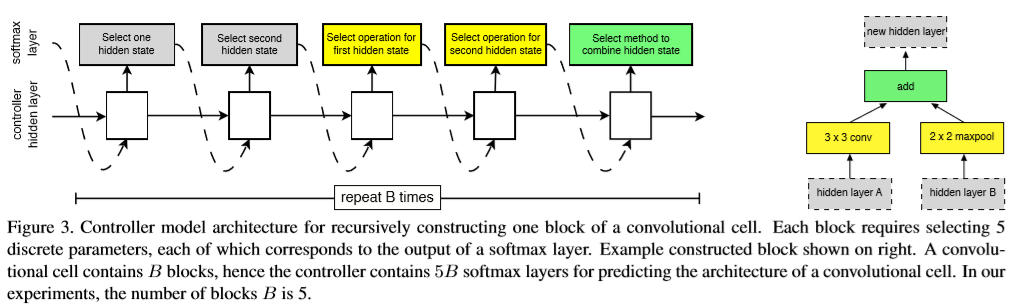 softmax
layer
Select one
hidden state
Select second
hidden state
Select operation for
first hidden state
Select operation for
second hidden state
Select method to
combine hidden state
controller
hidden layer
repeat B times
new hidden layer
add
3 x 3 conv
2 x 2 maxpool
hidden layer A
hidden layer B
Figure 3. Controller model architecture for recursively constructing one block of a convolutional cell. Each block requires selecting 5
discrete parameters, each of which corresponds to the output of a softmax layer. Example constructed block shown on right. A convolu-
tional cell contains B blocks, hence the controller contains 5B softmax layers for predicting the architecture of a convolutional cell. In our
experiments, the number of blocks B is 5.